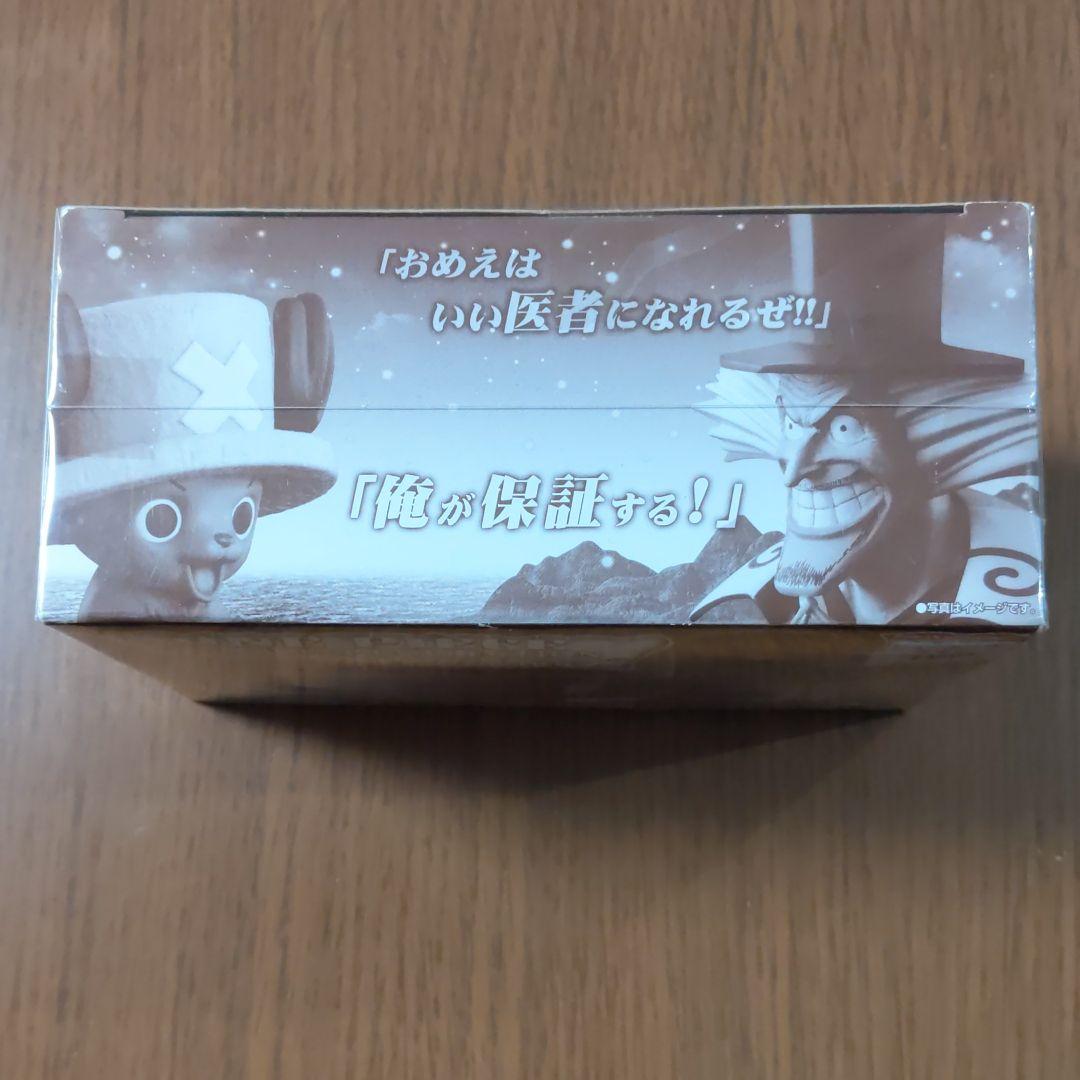 「おめえは
いい医者になれるぜ!!」
「俺が保証する!」
●写真はイメージです。